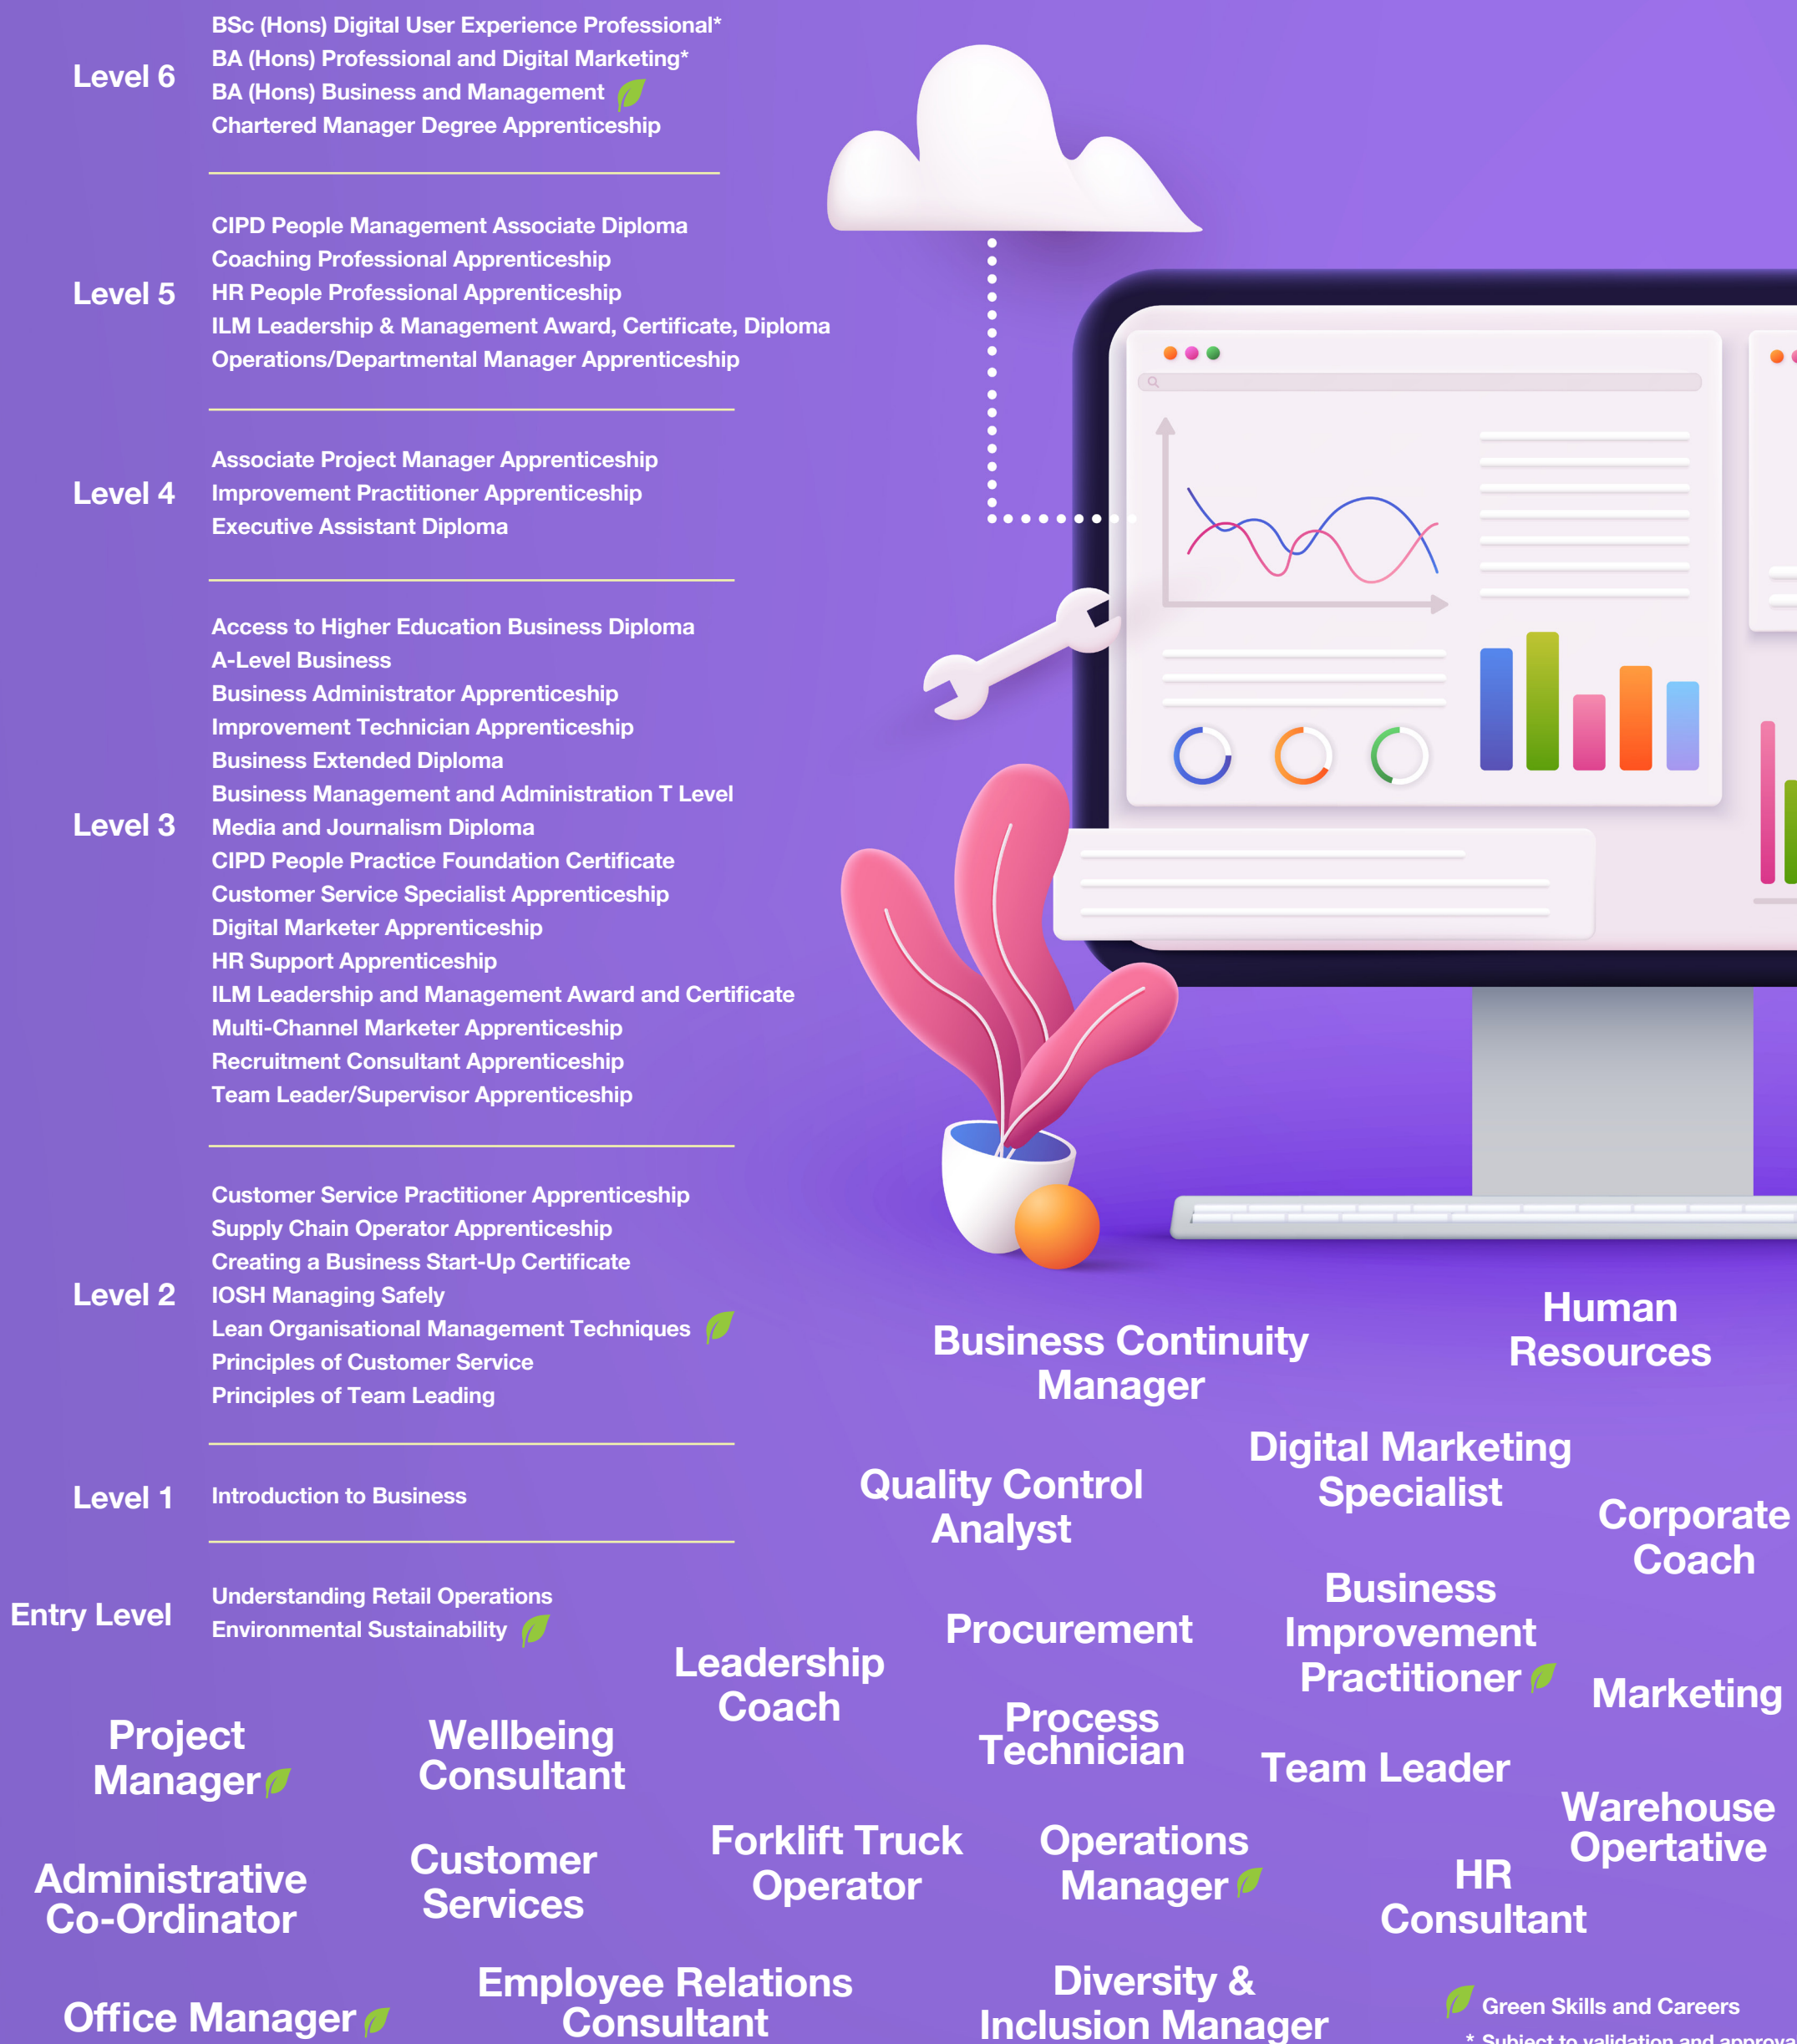 BSc (Hons) Digital User Experience Professional*
BA (Hons) Professional and Digital Marketing*
Level 6
BA (Hons) Business and Management
Chartered Manager Degree Apprenticeship
CIPD People Management Associate Diploma
Coaching Professional Apprenticeship
Level 5
HR People Professional Apprenticeship
ILM Leadership & Management Award, Certificate, Diploma
Operations/Departmental Manager Apprenticeship
Associate Project Manager Apprenticeship
Level 4
Improvement Practitioner Apprenticeship
Executive Assistant Diploma
Access to Higher Education Business Diploma
A-Level Business
Business Administrator Apprenticeship
Improvement Technician Apprenticeship
Business Extended Diploma
Business Management and Administration T Level
Level 3
Media and Journalism Diploma
CIPD People Practice Foundation Certificate
Customer Service Specialist Apprenticeship
Digital Marketer Apprenticeship
HR Support Apprenticeship
ILM Leadership and Management Award and Certificate
Multi-Channel Marketer Apprenticeship
Recruitment Consultant Apprenticeship
Team Leader/Supervisor Apprenticeship
Customer Service Practitioner Apprenticeship
Supply Chain Operator Apprenticeship
Creating a Business Start-Up Certificate
Level 2
IOSH Managing Safely
Lean Organisational Management Techniques
Principles of Customer Service
Principles of Team Leading
Level 1
Introduction to Business
Entry Level
Understanding Retail Operations
Environmental Sustainability
Human
Resources
Business Continuity
Manager
Digital Marketing
Specialist
Quality Control
Analyst
Corporate
Coach
Business
Improvement
Practitioner
Procurement
Leadership
Coach
Marketing
Process
Technician
Project
Manager
Wellbeing
Consultant
Team Leader
Warehouse
Opertative
Forklift Truck
Operator
Operations
Manager
Customer
Services
Administrative
Co-Ordinator
HR
Consultant
Employee Relations
Consultant
Diversity &
Inclusion Manager
Office Manager
Green Skills and Careers
* Subject to validation and